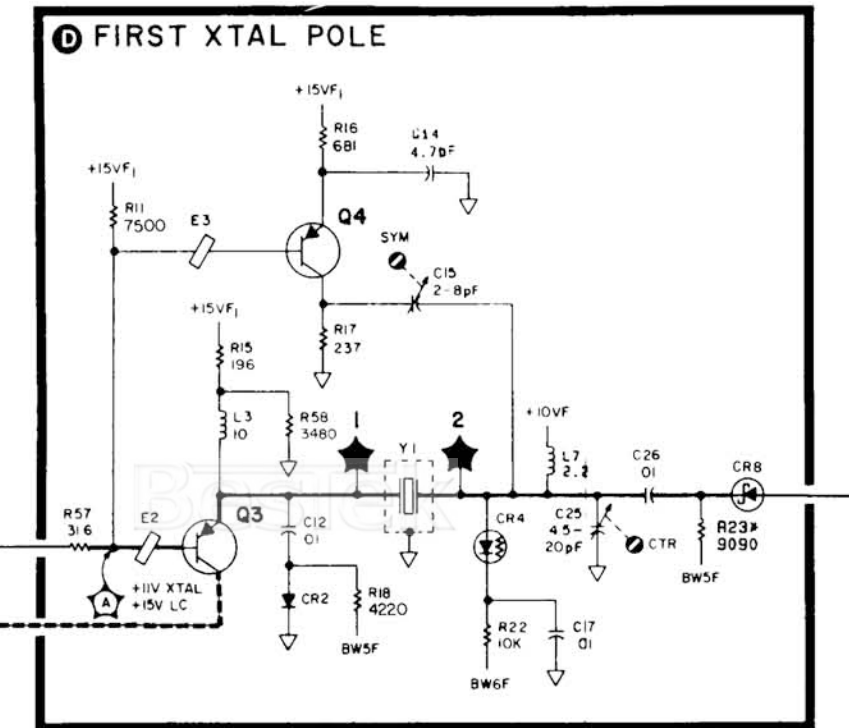 D FIRST XTAL POLE
+15VF1
R16
681
C14
4.7pF
+15VF1
R11
7500
E3
Q4
SYM
C15
2-8pF
+15VF1
R17
237
R15
196
L3
10
R58
3480
1
2
+10VF
Y1
L7
2.2
C26
.01
CR8
BosTek
R57
31.6
E2
Q3
C12
.01
CR4
C25
4.5-
20pF
CTR
R23*
9090
BW5F
A
+11V XTAL
+15V LC
CR2
R18
4220
BW5F
R22
10K
C17
.01
BW6F